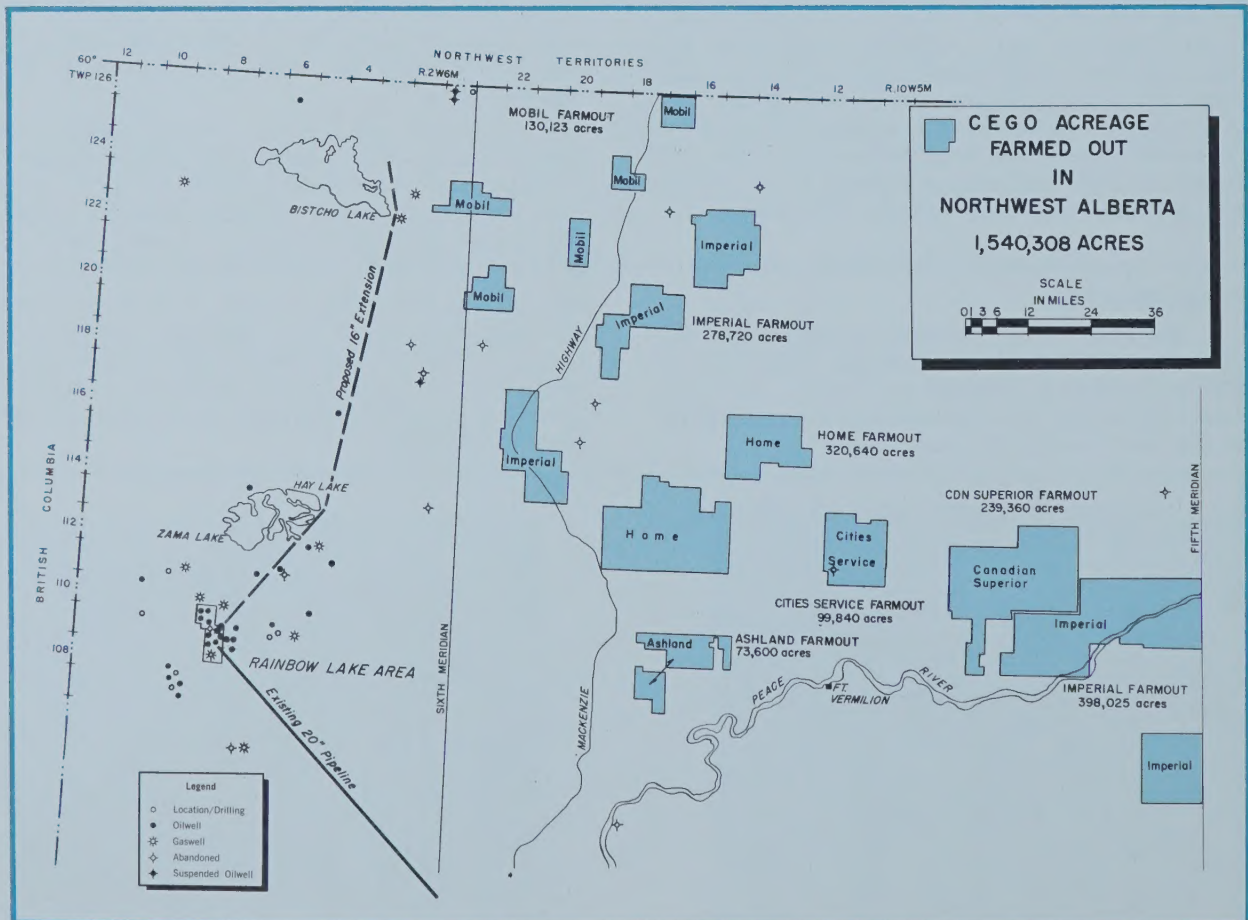 NORTHWEST TERRITORIES
60°
12
10
8
6
4
R.2W6M
22
20
18
16
14
12
R.10W5M
TWP 126
124
122
120
118
116
114
112
110
108
BRITISH COLUMBIA
CEGO ACREAGE
FARMED OUT
IN
NORTHWEST ALBERTA
1,540,308 ACRES
SCALE
IN MILES
0 1 3 6 12 24 36
MOBIL FARMOUT
130,123 acres
Mobil
Mobil
Mobil
Mobil
Mobil
BISTCHO LAKE
Imperial
Imperial
IMPERIAL FARMOUT
278,720 acres
Proposed 16" Extension
HIGHWAY
Imperial
Home
HOME FARMOUT
320,640 acres
Home
HAY LAKE
ZAMA LAKE
CDN SUPERIOR FARMOUT
239,360 acres
Canadian
Superior
Cities
Service
CITIES SERVICE FARMOUT
99,840 acres
FIFTH MERIDIAN
Imperial
IMPERIAL FARMOUT
398,025 acres
Ashland
ASHLAND FARMOUT
73,600 acres
RAINBOW LAKE AREA
SIXTH MERIDIAN
MACKENZIE
PEACE
RIVER
FT.
VERMILION
Existing 20" Pipeline
Imperial
Legend
Location/Drilling
Oilwell
Gaswell
Abandoned
Suspended Oilwell